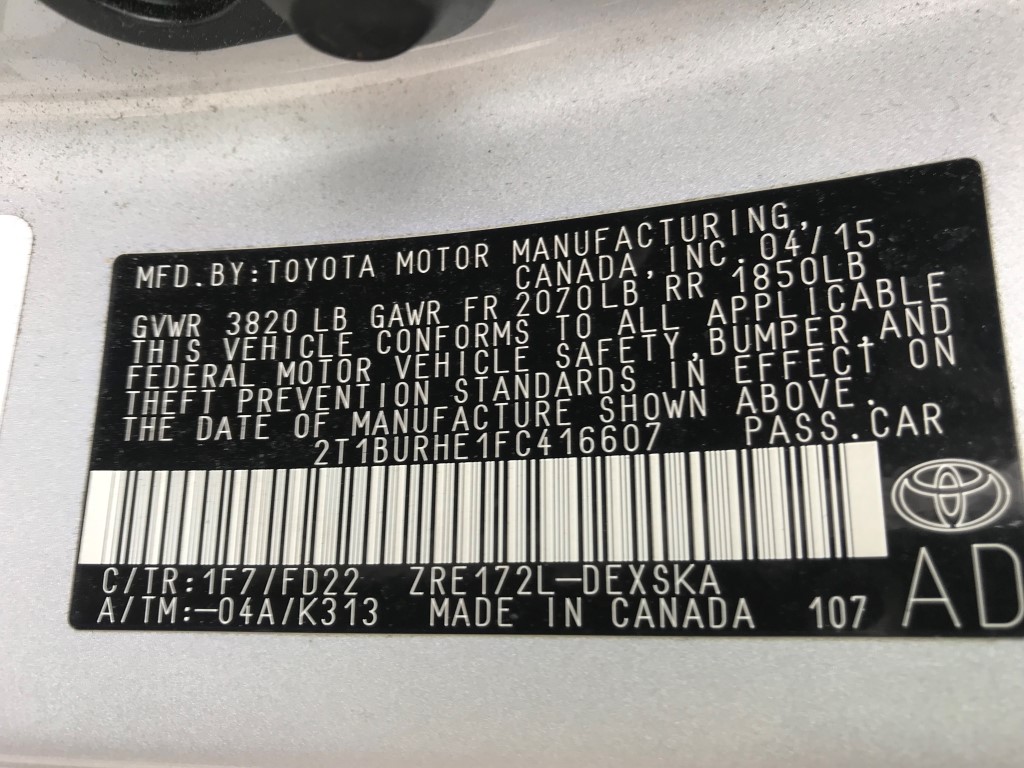 MFD.BY:TOYOTA MOTOR MANUFACTURING,
CANADA,INC.04/15
GVWR 3820LB GAWR FR 2070LB RR 1850LB
THIS VEHICLE CONFORMS TO ALL APPLICABLE
FEDERAL MOTOR VEHICLE SAFETY,BUMPER,AND
THEFT PREVENTION STANDARDS IN EFFECT ON
THE DATE OF MANUFACTURE SHOWN ABOVE.
2T1BURHE1FC416607 PASS.CAR
C/TR:1F7/FD22 ZRE172L-DEXSKA
A/TM:-04A/K313 MADE IN CANADA 107 AD